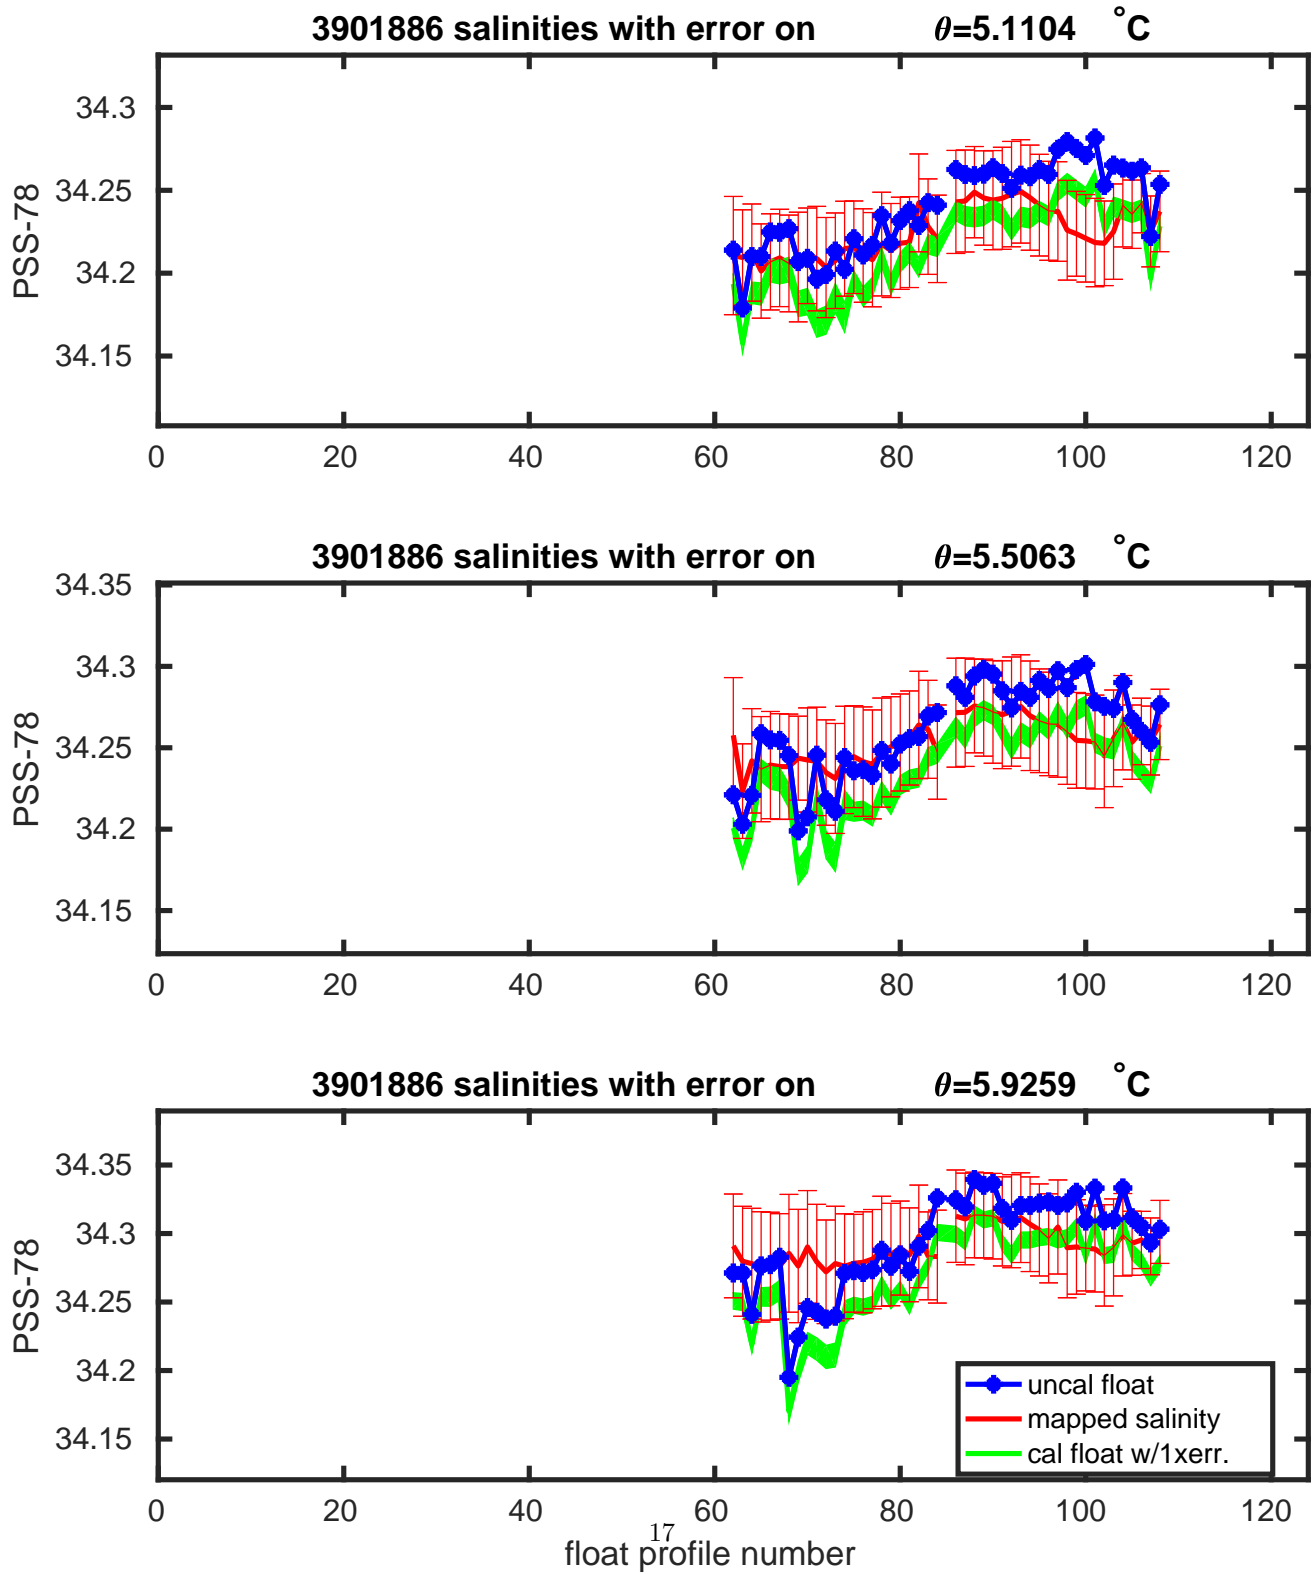 3901886 salinities with error on θ=5.1104 °C
34.3
34.25
34.2
34.15
PSS-78
0 20 40 60 80 100 120
3901886 salinities with error on θ=5.5063 °C
34.35
34.3
34.25
34.2
34.15
PSS-78
0 20 40 60 80 100 120
3901886 salinities with error on θ=5.9259 °C
34.35
34.3
34.25
34.2
34.15
PSS-78
uncal float
mapped salinity
cal float w/1xerr.
0 20 40 60 80 100 120
17
float profile number